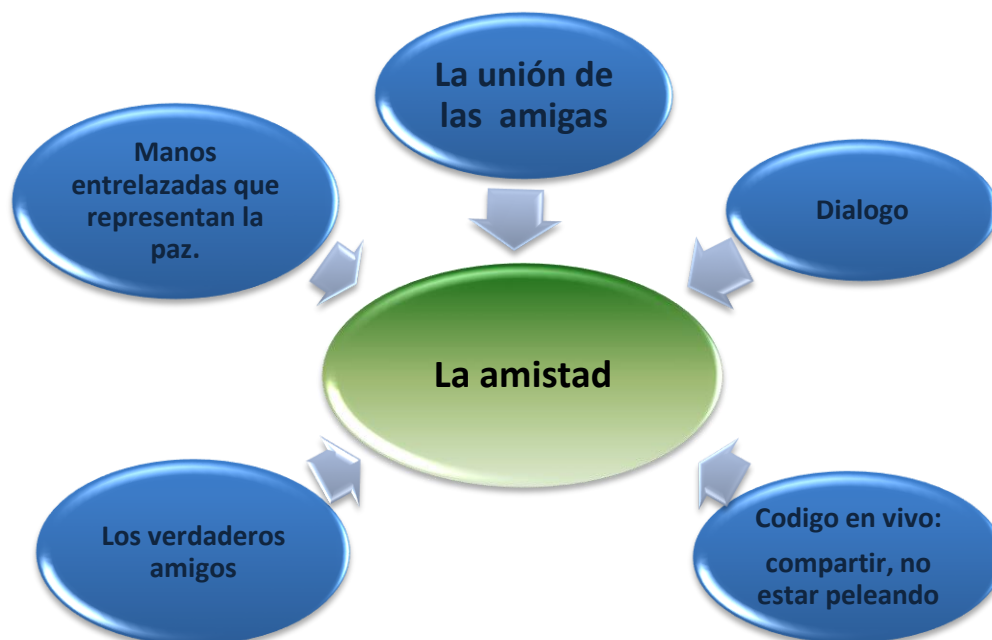 La unión de
las amigas
Manos
entrelazadas que
representan la
paz.
Dialogo
La amistad
Los verdaderos
amigos
Codigo en vivo:
compartir, no
estar peleando